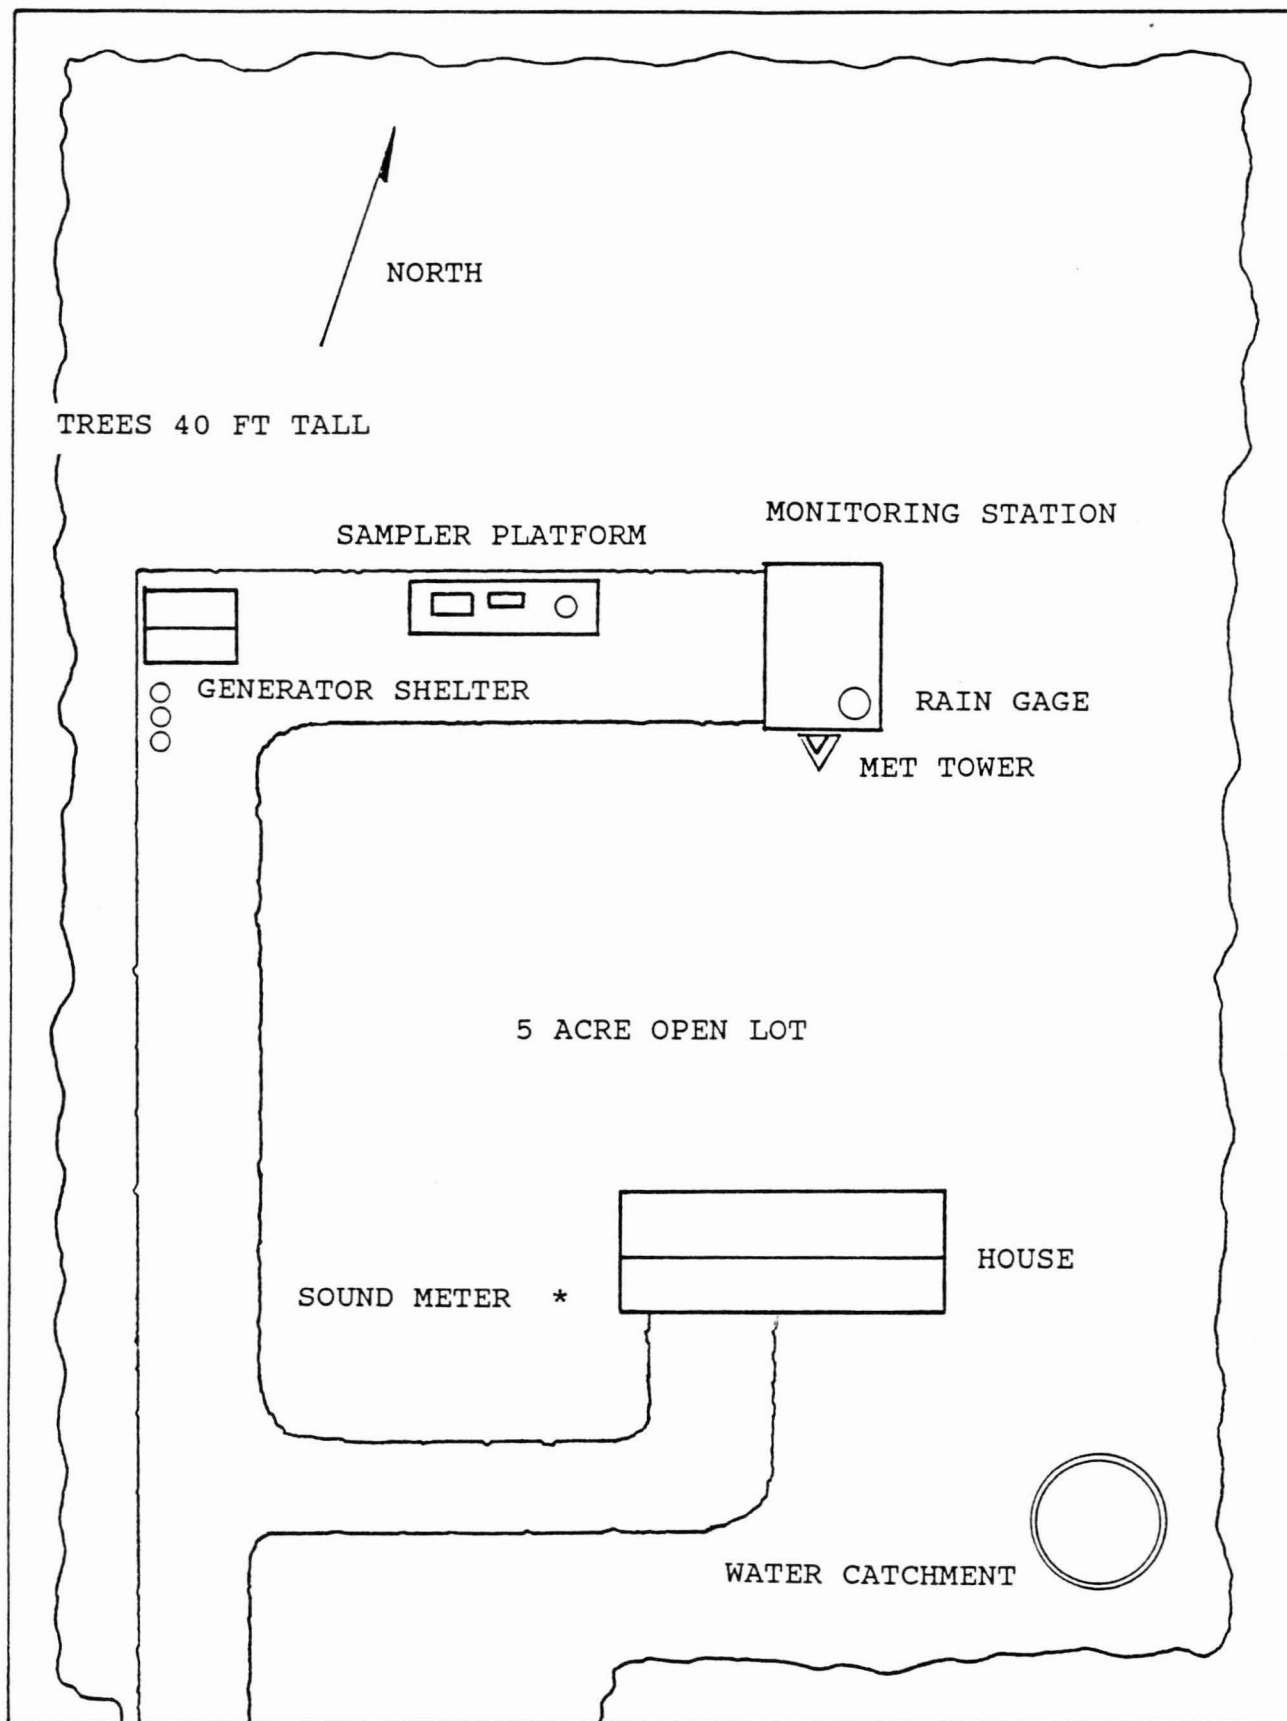 NORTH
TREES 40 FT TALL
MONITORING STATION
SAMPLER PLATFORM
GENERATOR SHELTER
RAIN GAGE
MET TOWER
5 ACRE OPEN LOT
HOUSE
SOUND METER *
WATER CATCHMENT